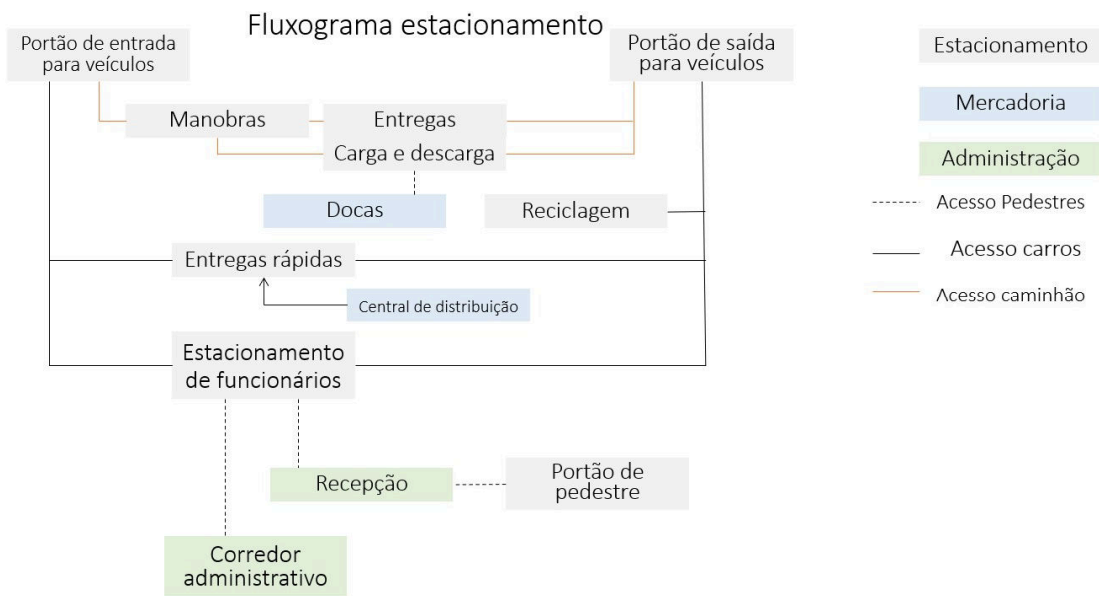 Fluxograma estacionamento
Portão de entrada
para veículos
Portão de saída
para veículos
Manobras
Entregas
Carga e descarga
Docas
Reciclagem
Entregas rápidas
Central de distribuição
Estacionamento
de funcionários
Recepção
Portão de
pedestre
Corredor
administrativo
Estacionamento
Mercadoria
Administração
Acesso Pedestres
Acesso carros
Acesso caminhão